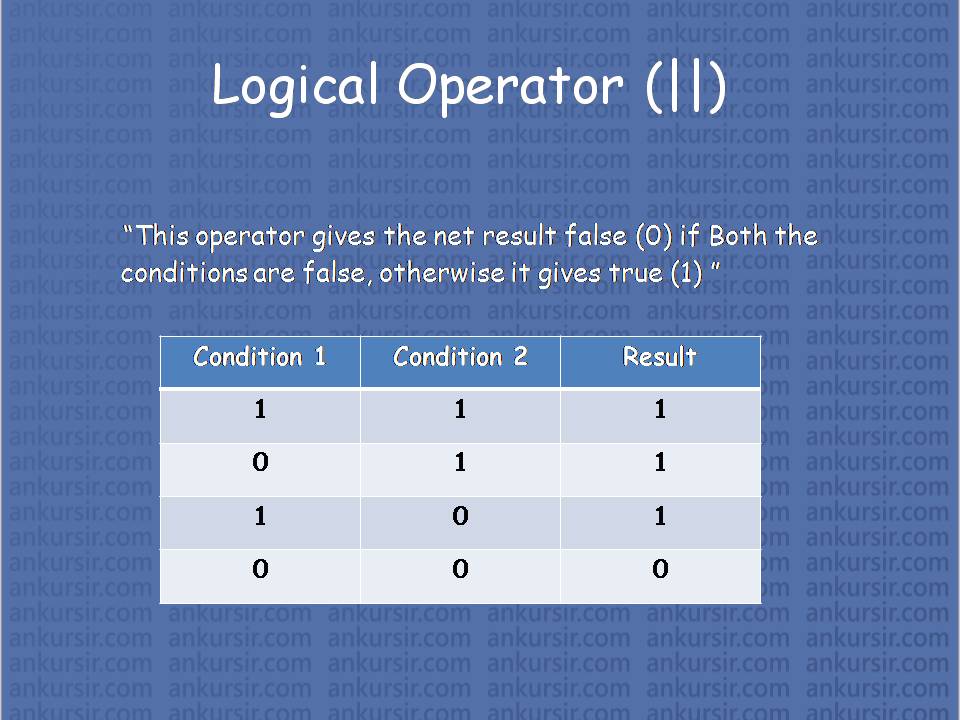 Logical Operator (||)
“This operator gives the net result false (0) if Both the
conditions are false, otherwise it gives true (1) ”
Condition 1 Condition 2 Result
1 1 1
0 1 1
1 0 1
0 0 0
ankursir.com